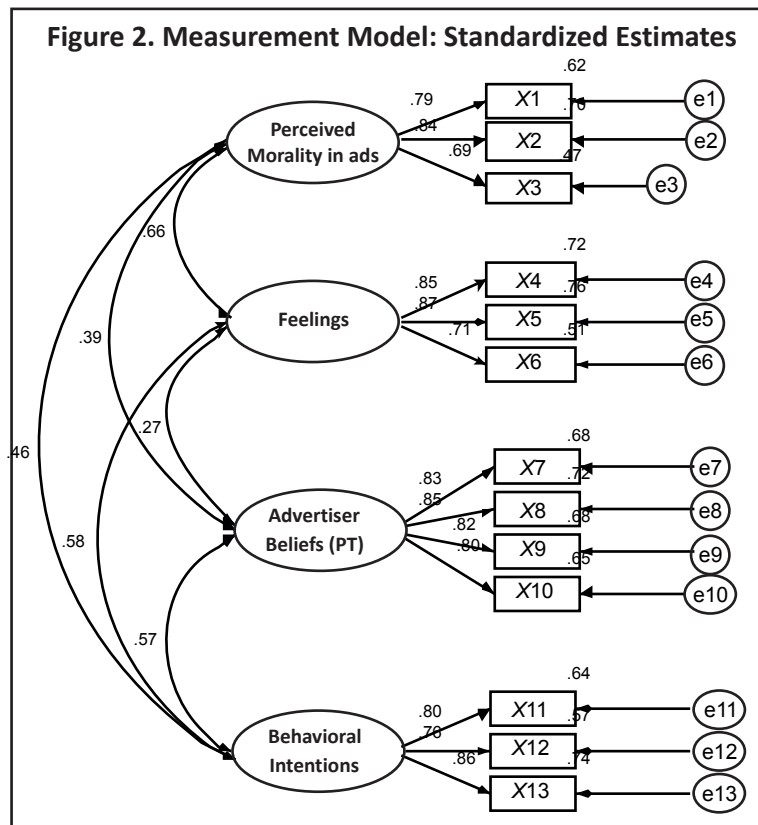 Figure 2. Measurement Model: Standardized Estimates
.62
.79
X1
e1
.70
.84
Perceived
Morality in ads
X2
e2
.69
.47
X3
e3
.66
.72
.85
X4
e4
.76
.87
Feelings
X5
e5
.71
.51
X6
e6
.39
.27
.46
.68
.83
X7
e7
.72
.85
Advertiser
Beliefs (PT)
X8
e8
.82
.68
X9
e9
.80
.65
X10
e10
.58
.57
.64
.80
X11
e11
.57
.76
Behavioral
Intentions
X12
e12
.86
.74
X13
e13